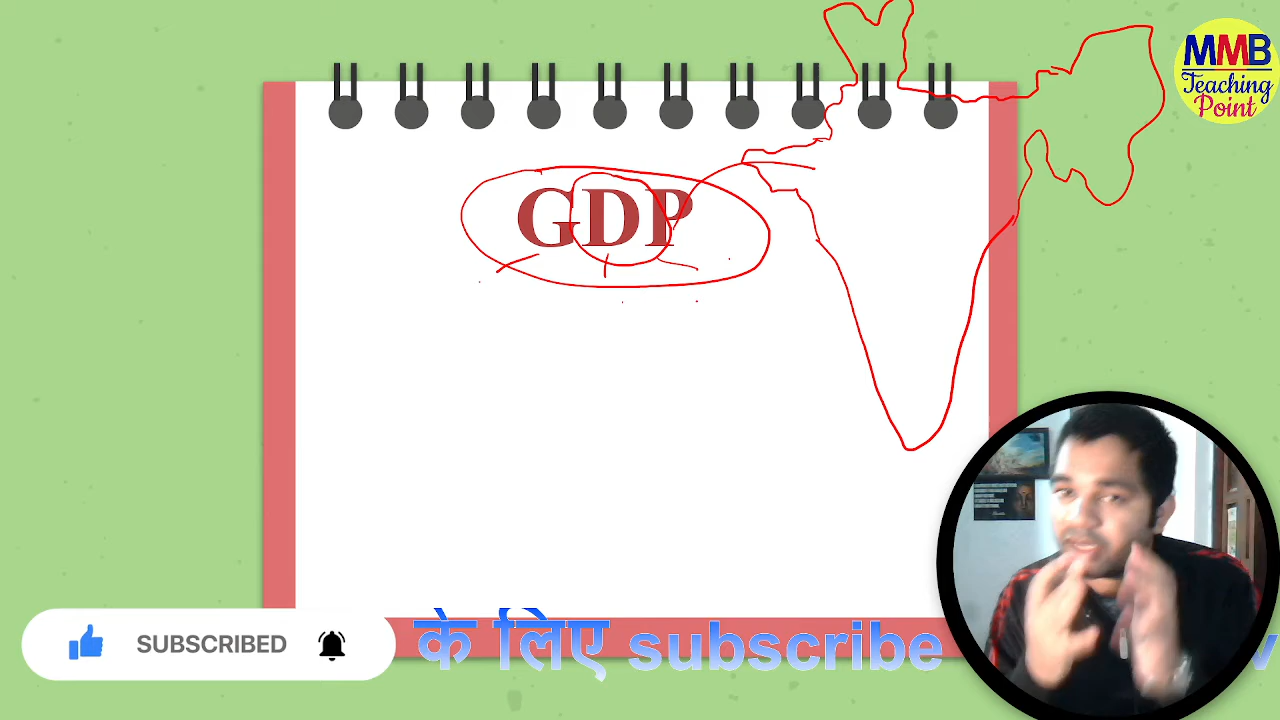 MMB
Teaching
Point
GDP
SUBSCRIBED
के लिए subscribe